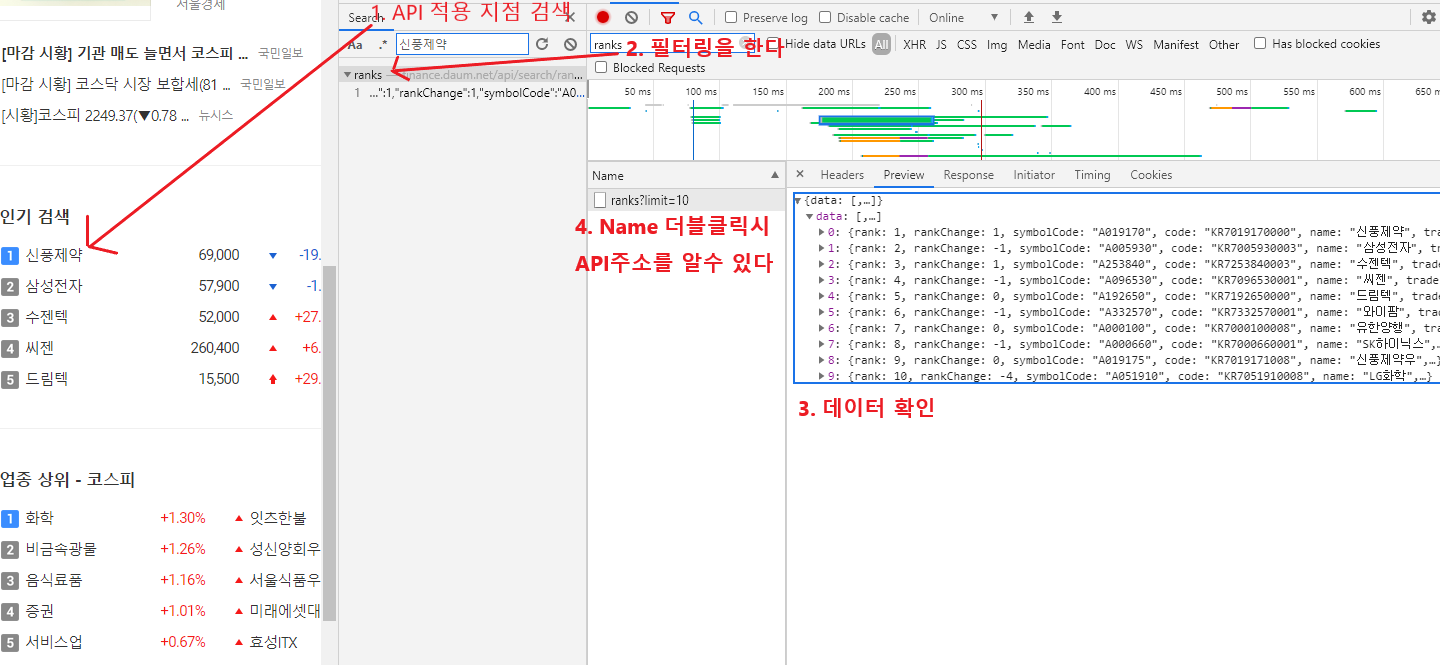 서울경제
[마감 시황] 기관 매도 늘면서 코스피 ... 국민일보
[마감 시황] 코스닥 시장 보합세(81 ... 국민일보
[시황]코스피 2249.37(▼0.78 ... 뉴시스
인기 검색
1 신풍제약 69,000 ▼ -19.
2 삼성전자 57,900 ▼ -1.
3 수젠텍 52,000 ▲ +27.
4 씨젠 260,400 ▲ +6.
5 드림텍 15,500 +29.
업종 상위 - 코스피
1 화학 +1.30% ▲ 잇츠한불
2 비금속광물 +1.26% ▲ 성신양회우
3 음식료품 +1.16% ▲ 서울식품우
4 증권 +1.01% ▲ 미래에셋대
5 서비스업 +0.67% ▲ 효성ITX
Search
1. API 적용 지점 검색
Aa .* 신풍제약
ranks — finance.daum.net/api/search/ran...
1 ...":1,"rankChange":1,"symbolCode":"A0...
Preserve log Disable cache Online
ranks
2. 필터링을 한다
Hide data URLs All XHR JS CSS Img Media Font Doc WS Manifest Other Has blocked cookies
Blocked Requests
50 ms 100 ms 150 ms 200 ms 250 ms 300 ms 350 ms 400 ms 450 ms 500 ms 550 ms 600 ms 650 m
Name
ranks?limit=10
4. Name 더블클릭시
API주소를 알수 있다
Headers Preview Response Initiator Timing Cookies
{data: [,…]}
data: [,…]
0: {rank: 1, rankChange: 1, symbolCode: "A019170", code: "KR7019170000", name: "신풍제약", tra
1: {rank: 2, rankChange: -1, symbolCode: "A005930", code: "KR7005930003", name: "삼성전자", tr
2: {rank: 3, rankChange: 1, symbolCode: "A253840", code: "KR7253840003", name: "수젠텍", trade
3: {rank: 4, rankChange: -1, symbolCode: "A096530", code: "KR7096530001", name: "씨젠", tradeP
4: {rank: 5, rankChange: 0, symbolCode: "A192650", code: "KR7192650000", name: "드림텍", trade
5: {rank: 6, rankChange: -1, symbolCode: "A332570", code: "KR7332570001", name: "와이팜", trad
6: {rank: 7, rankChange: 0, symbolCode: "A000100", code: "KR7000100008", name: "유한양행", tra
7: {rank: 8, rankChange: -1, symbolCode: "A000660", code: "KR7000660001", name: "SK하이닉스",…
8: {rank: 9, rankChange: 0, symbolCode: "A019175", code: "KR7019171008", name: "신풍제약우",…}
9: {rank: 10, rankChange: -4, symbolCode: "A051910", code: "KR7051910008", name: "LG화학",…}
3. 데이터 확인